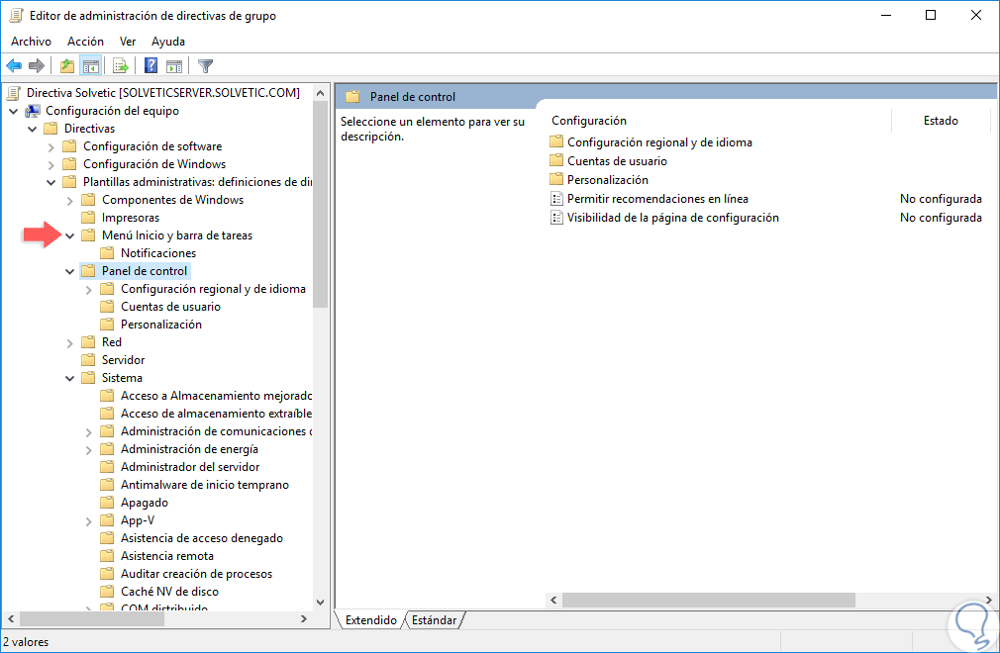 Editor de administración de directivas de grupo
Archivo Acción Ver Ayuda
Directiva Solvetic [SOLVETICSERVER.SOLVETIC.COM]
Configuración del equipo
Directivas
Configuración de software
Configuración de Windows
Plantillas administrativas: definiciones de di
Componentes de Windows
Impresoras
Menú Inicio y barra de tareas
Notificaciones
Panel de control
Configuración regional y de idioma
Cuentas de usuario
Personalización
Red
Servidor
Sistema
Acceso a Almacenamiento mejorado
Acceso de almacenamiento extraíble
Administración de comunicaciones
Administración de energía
Administrador del servidor
Antimalware de inicio temprano
Apagado
App-V
Asistencia de acceso denegado
Asistencia remota
Auditar creación de procesos
Caché NV de disco
COM distribuido
Panel de control
Seleccione un elemento para ver su
descripción.
Configuración Estado
Configuración regional y de idioma
Cuentas de usuario
Personalización
Permitir recomendaciones en línea No configurada
Visibilidad de la página de configuración No configurada
Extendido Estándar
2 valores